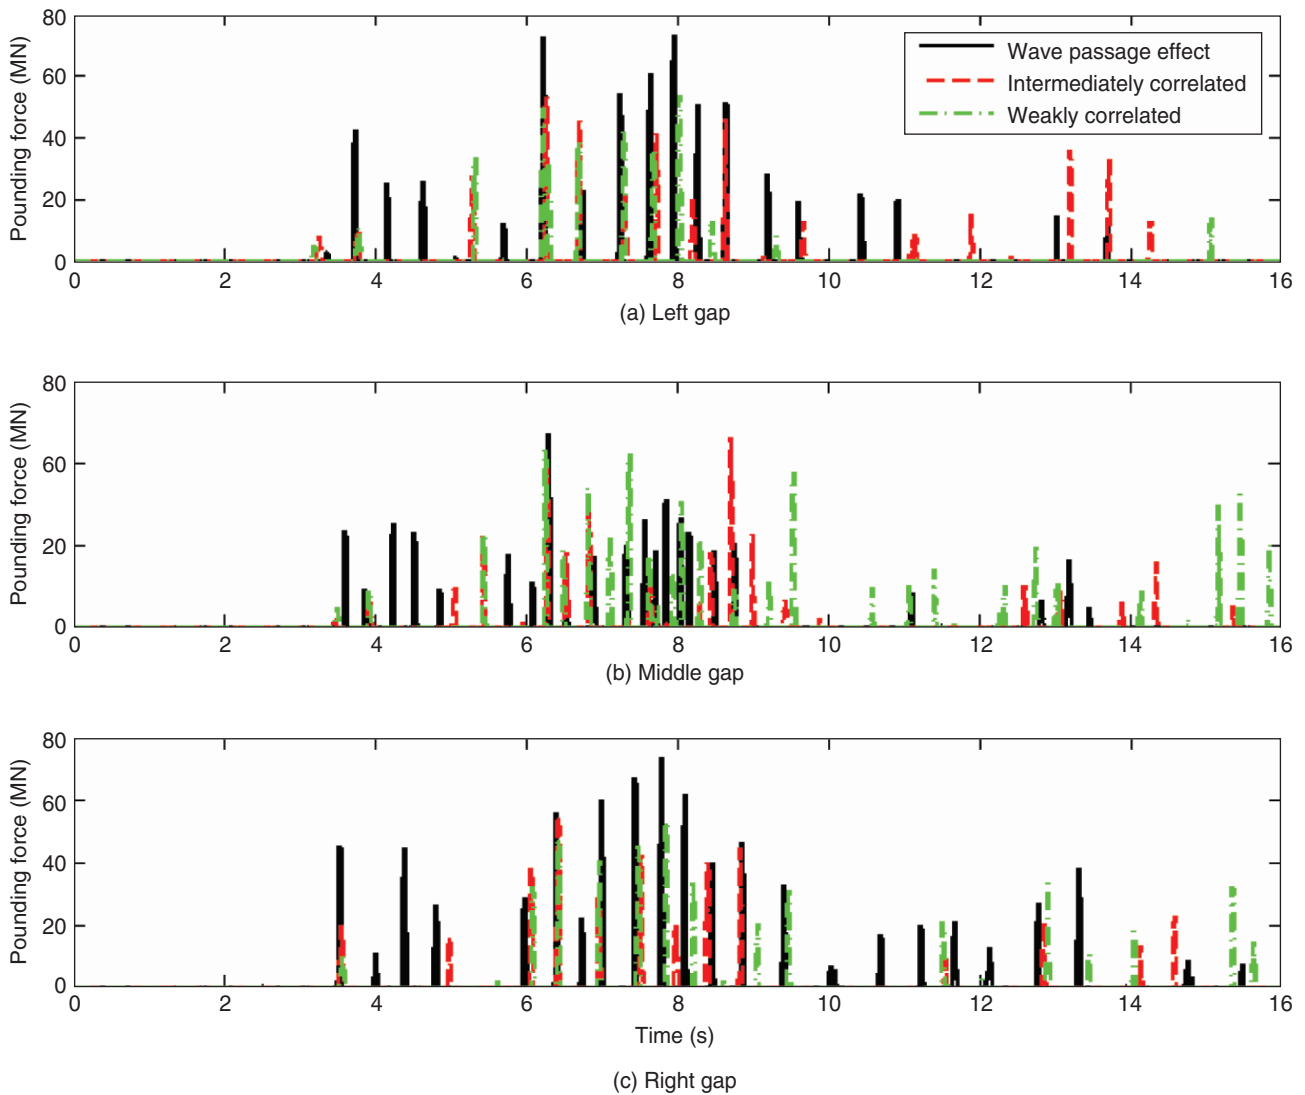 80
60
40
20
0
Pounding force (MN)
Wave passage effect
Intermediately correlated
Weakly correlated
0 2 4 6 8 10 12 14 16
(a) Left gap
80
60
20
0
Pounding force (MN)
0 2 4 6 8 10 12 14 16
(b) Middle gap
80
60
40
20
0
Pounding force (MN)
0 2 4 6 8 10 12 14 16
Time (s)
(c) Right gap